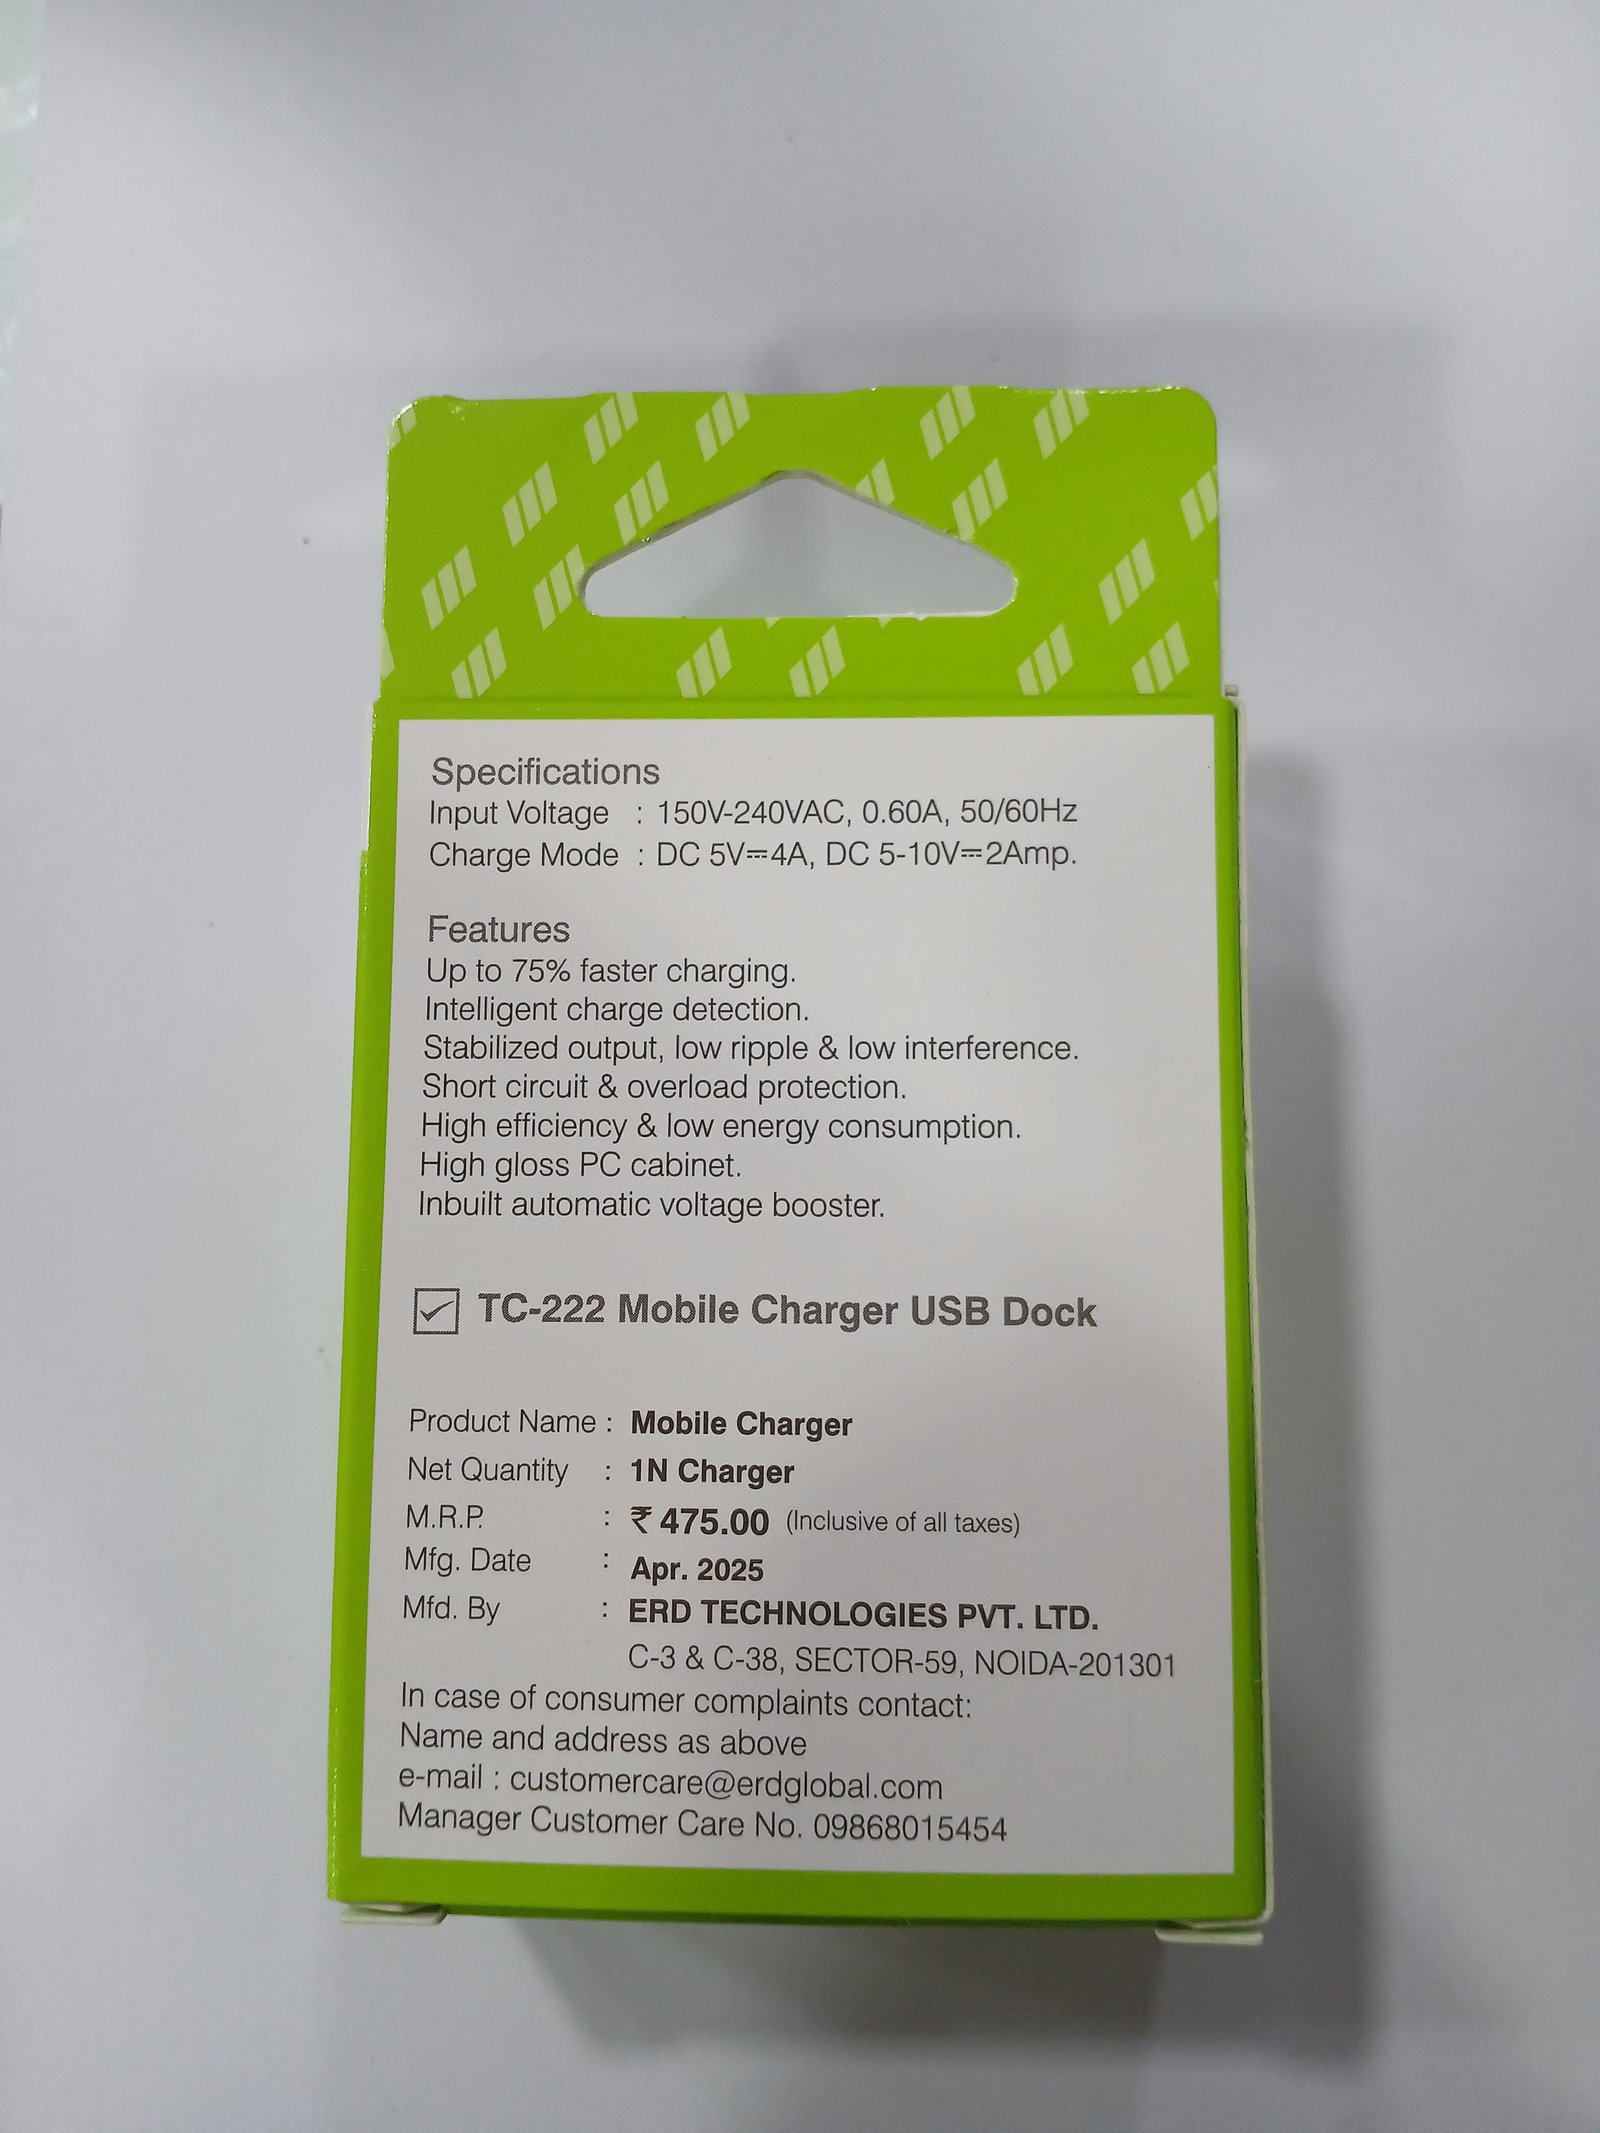 Specifications
Input Voltage : 150V-240VAC, 0.60A, 50/60Hz
Charge Mode : DC 5V⎓4A, DC 5-10V⎓2Amp.
Features
Up to 75% faster charging.
Intelligent charge detection.
Stabilized output, low ripple & low interference.
Short circuit & overload protection.
High efficiency & low energy consumption.
High gloss PC cabinet.
Inbuilt automatic voltage booster.
TC-222 Mobile Charger USB Dock
Product Name : Mobile Charger
Net Quantity : 1N Charger
M.R.P. : ₹ 475.00 (Inclusive of all taxes)
Mfg. Date : Apr. 2025
Mfd. By : ERD TECHNOLOGIES PVT. LTD.
C-3 & C-38, SECTOR-59, NOIDA-201301
In case of consumer complaints contact:
Name and address as above
e-mail : customercare@erdglobal.com
Manager Customer Care No. 09868015454